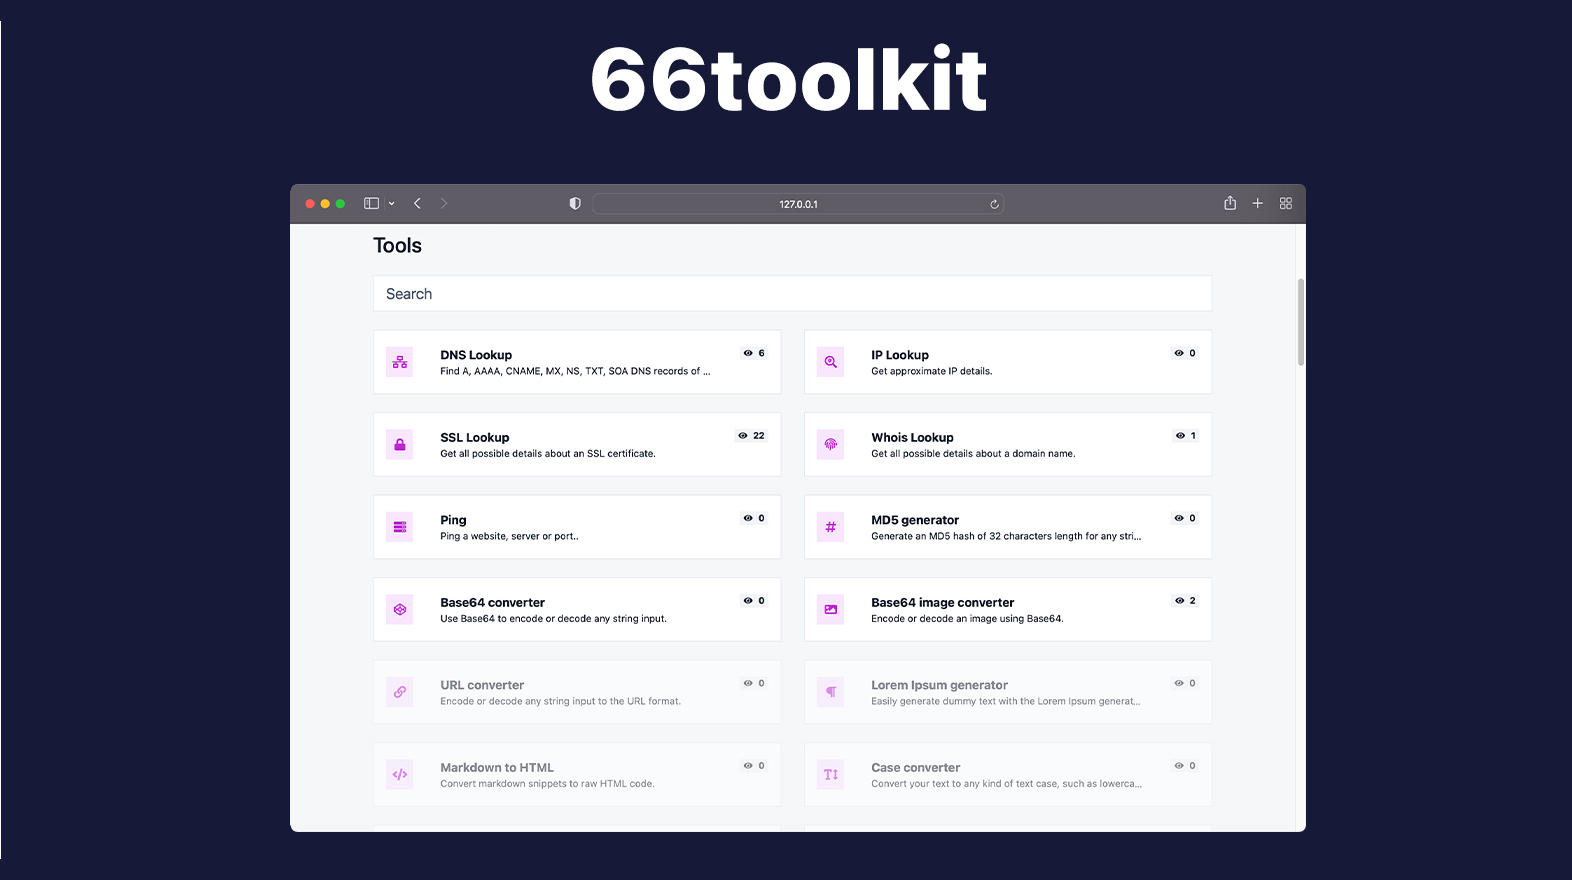 66toolkit
127.0.0.1
Tools
Search
DNS Lookup
6
Find A, AAAA, CNAME, MX, NS, TXT, SOA DNS records of ...
IP Lookup
0
Get approximate IP details.
SSL Lookup
22
Get all possible details about an SSL certificate.
Whois Lookup
1
Get all possible details about a domain name.
Ping
0
Ping a website, server or port..
MD5 generator
0
Generate an MD5 hash of 32 characters length for any stri...
Base64 converter
0
Use Base64 to encode or decode any string input.
Base64 image converter
2
Encode or decode an image using Base64.
URL converter
0
Encode or decode any string input to the URL format.
Lorem Ipsum generator
0
Easily generate dummy text with the Lorem Ipsum generat...
Markdown to HTML
0
Convert markdown snippets to raw HTML code.
Case converter
0
Convert your text to any kind of text case, such as lowerca...